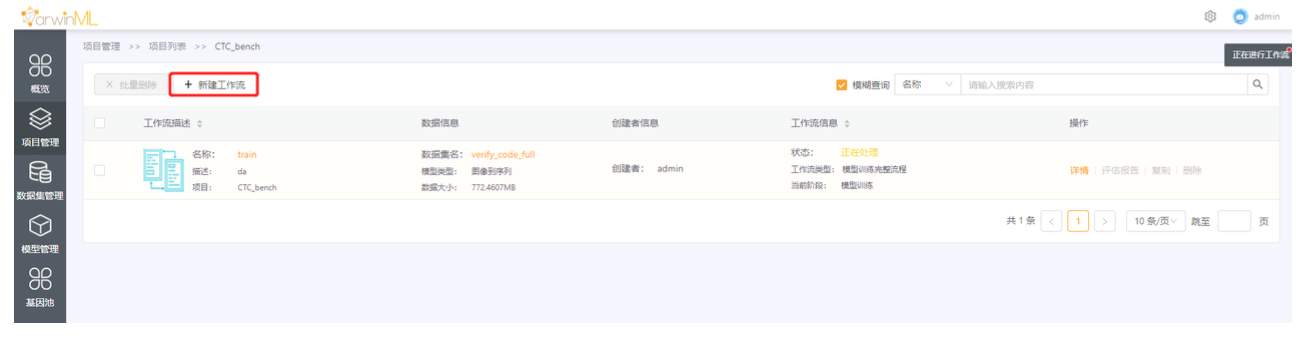 DarwinML
admin
项目管理 >> 项目列表 >> CTC_bench
正在进行工作流
概览
项目管理
数据集管理
模型管理
基因池
× 批量删除
+ 新建工作流
模糊查询
名称
请输入搜索内容
工作流描述 数据信息 创建者信息 工作流信息 操作
名称: train
描述: da
项目: CTC_bench
数据集名: verify_code_full
模型类型: 图像到序列
数据大小: 772.4607MB
创建者: admin
状态: 正在处理
工作流类型: 模型训练完整流程
当前阶段: 模型训练
详情 评估报告 复制 删除
共 1 条 < 1 > 10 条/页 跳至 页